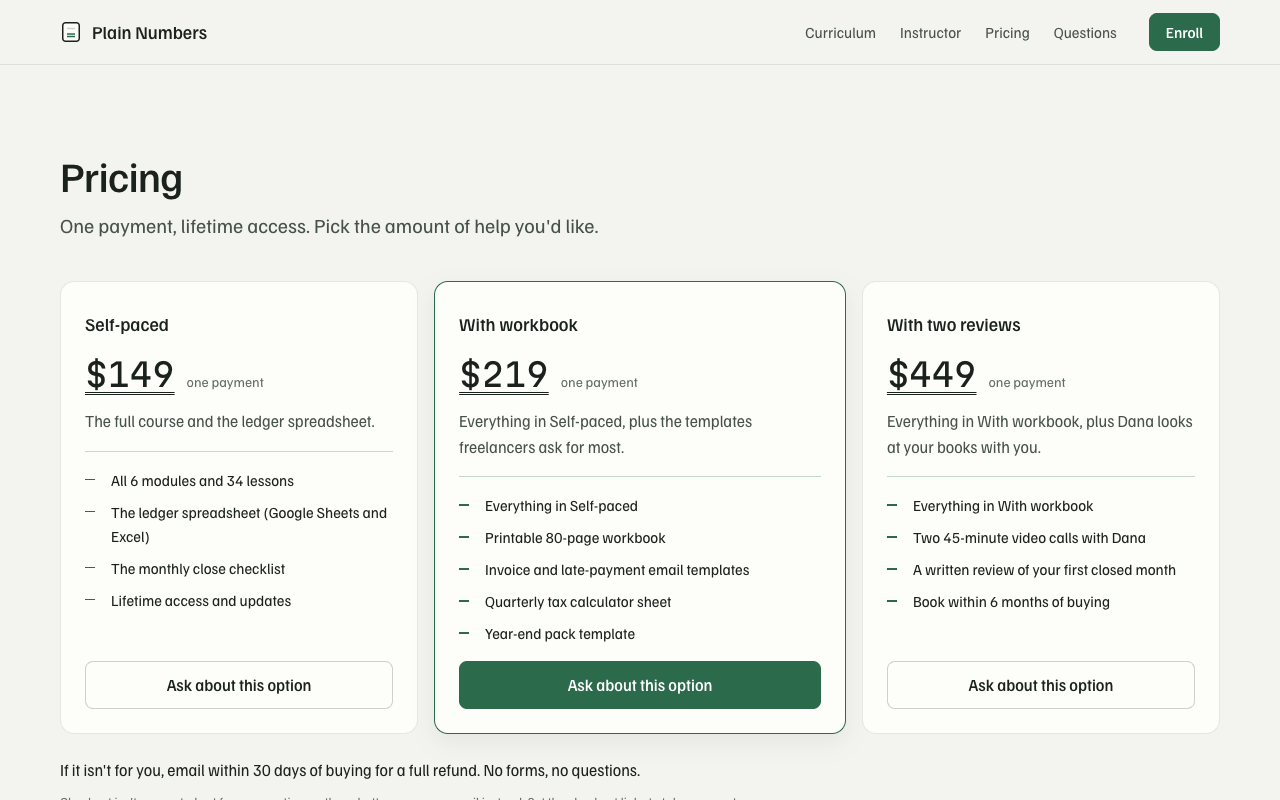 Plain Numbers
Curriculum
Instructor
Pricing
Questions
Enroll
Pricing
One payment, lifetime access. Pick the amount of help you'd like.
Self-paced
$149 one payment
The full course and the ledger spreadsheet.
All 6 modules and 34 lessons
The ledger spreadsheet (Google Sheets and
Excel)
The monthly close checklist
Lifetime access and updates
Ask about this option
With workbook
$219 one payment
Everything in Self-paced, plus the templates
freelancers ask for most.
Everything in Self-paced
Printable 80-page workbook
Invoice and late-payment email templates
Quarterly tax calculator sheet
Year-end pack template
Ask about this option
With two reviews
$449 one payment
Everything in With workbook, plus Dana looks
at your books with you.
Everything in With workbook
Two 45-minute video calls with Dana
A written review of your first closed month
Book within 6 months of buying
Ask about this option
If it isn't for you, email within 30 days of buying for a full refund. No forms, no questions.